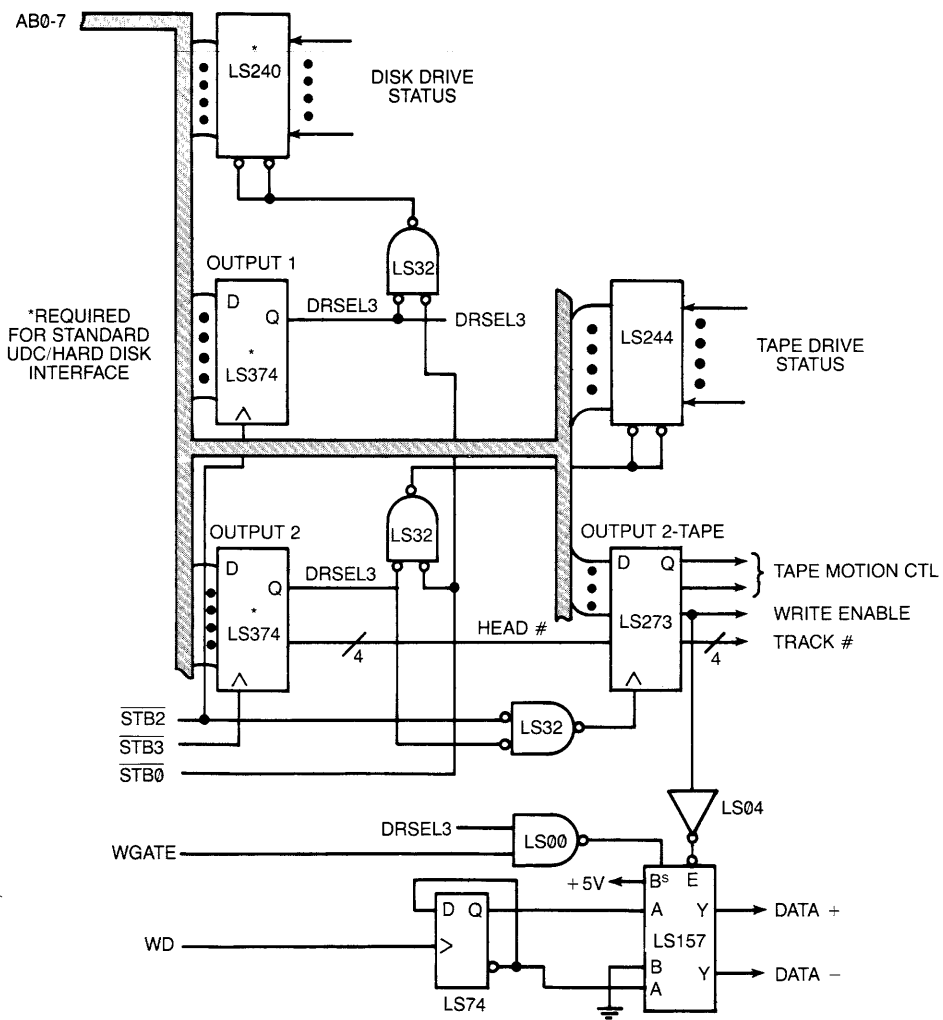 AB0-7
*
LS240
DISK DRIVE
STATUS
OUTPUT 1
LS32
D
Q
*
LS374
DRSEL3
DRSEL3
*REQUIRED
FOR STANDARD
UDC/HARD DISK
INTERFACE
LS244
TAPE DRIVE
STATUS
OUTPUT 2
LS32
OUTPUT 2-TAPE
D
Q
*
LS374
DRSEL3
HEAD #
4
D
Q
LS273
TAPE MOTION CTL
WRITE ENABLE
TRACK #
4
STB2
STB3
STB0
LS32
LS04
DRSEL3
WGATE
LS00
+5V
B
S
E
A
Y
DATA +
LS157
B
Y
DATA −
A
D
Q
WD
LS74